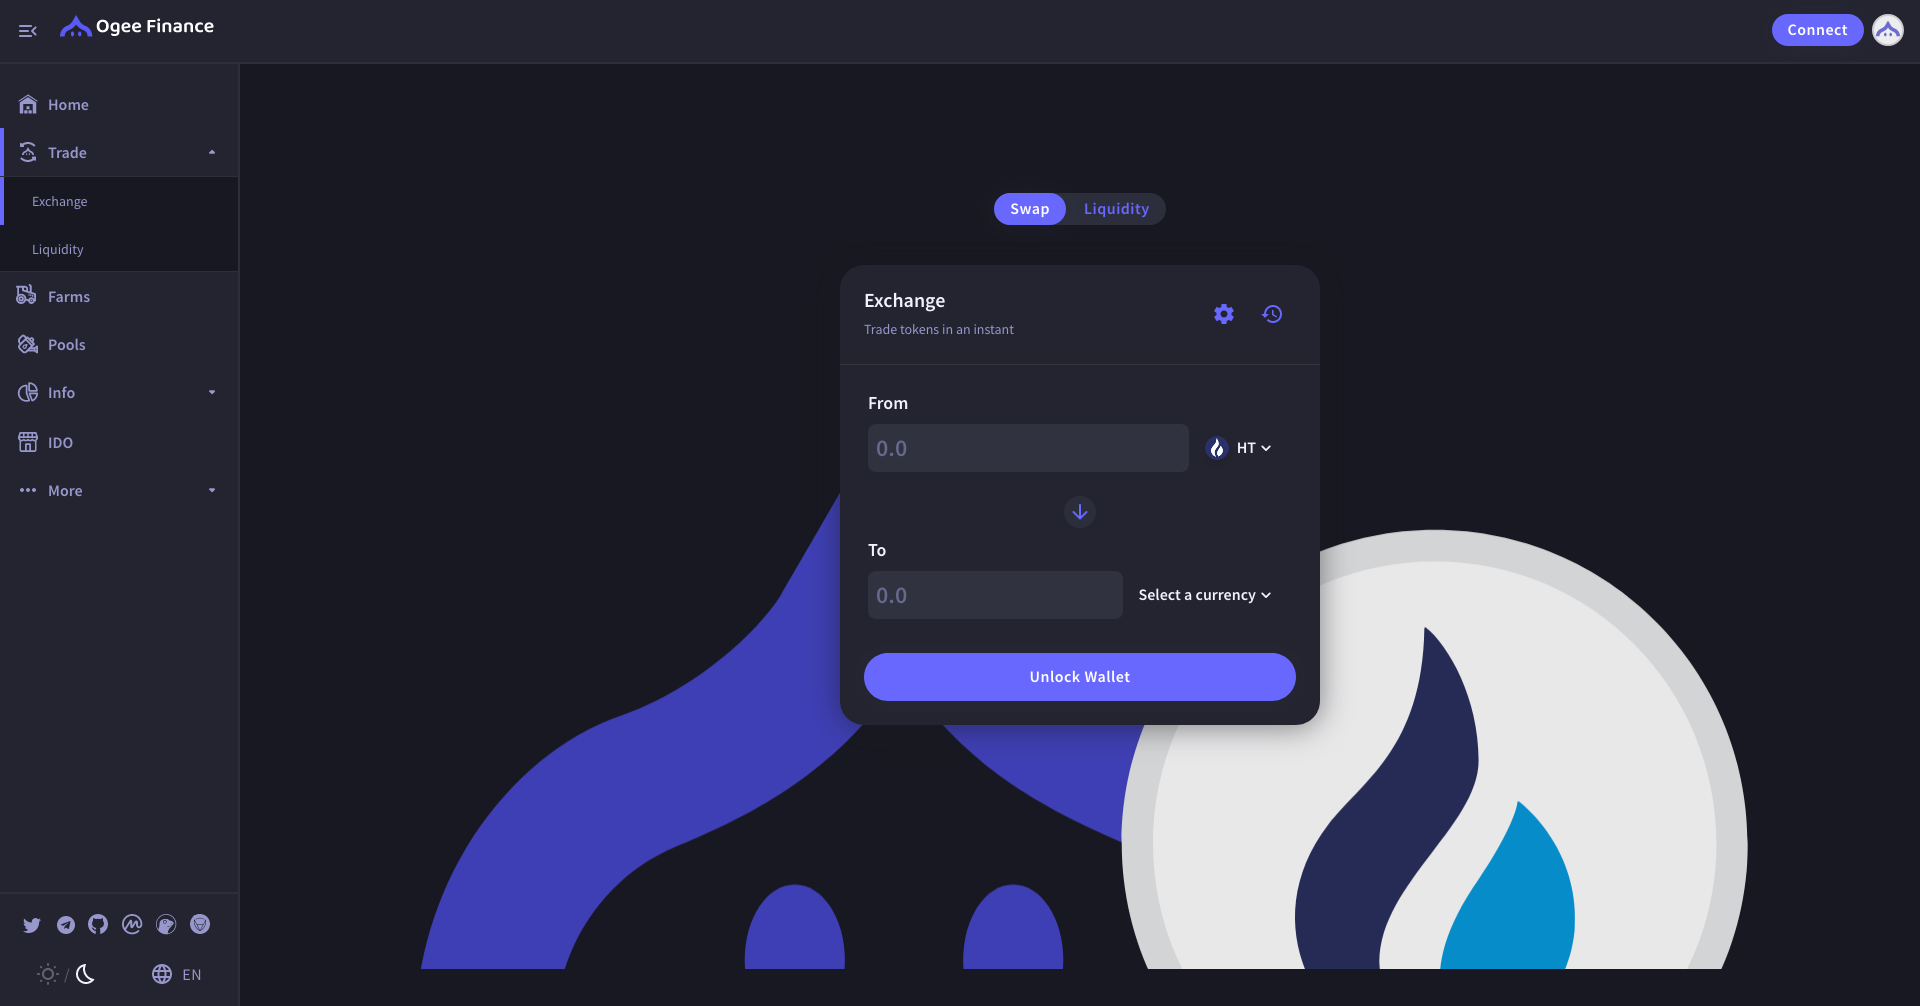 Ogee Finance
Connect
Home
Trade
Exchange
Liquidity
Farms
Pools
Info
IDO
More
/
EN
Swap
Liquidity
Exchange
Trade tokens in an instant
From
0.0
HT
To
0.0
Select a currency
Unlock Wallet